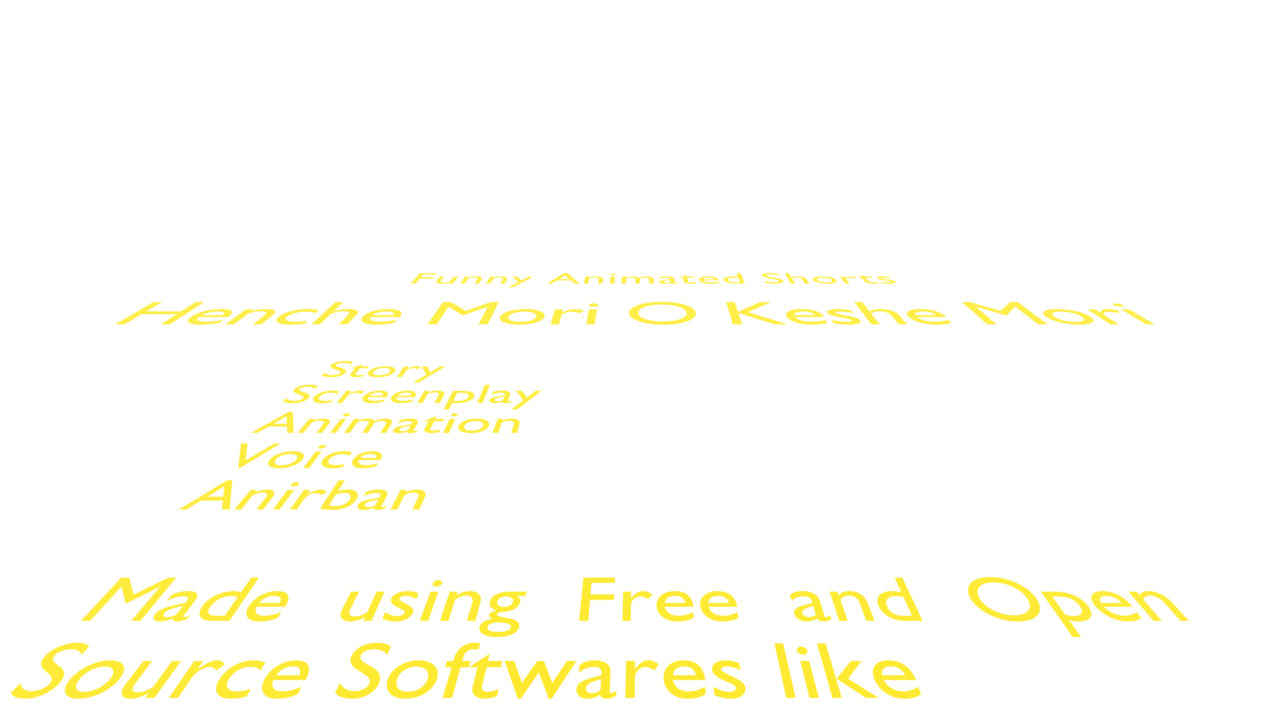 Funny Animated Shorts
Henche Mori O Keshe Mori
Story
Screenplay
Animation
Voice
Anirban
Made using Free and Open
Source Softwares like